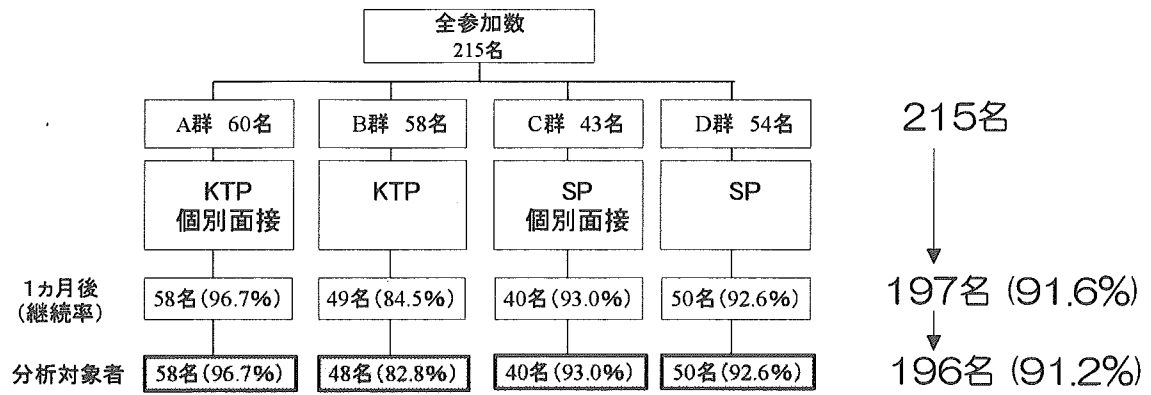 全参加数
215名
A群 60名
B群 58名
C群 43名
D群 54名
215名
KTP
個別面接
KTP
SP
個別面接
SP
1ヵ月後
(継続率)
58名(96.7%)
49名(84.5%)
40名(93.0%)
50名(92.6%)
197名 (91.6%)
分析対象者
58名(96.7%)
48名(82.8%)
40名(93.0%)
50名(92.6%)
196名 (91.2%)